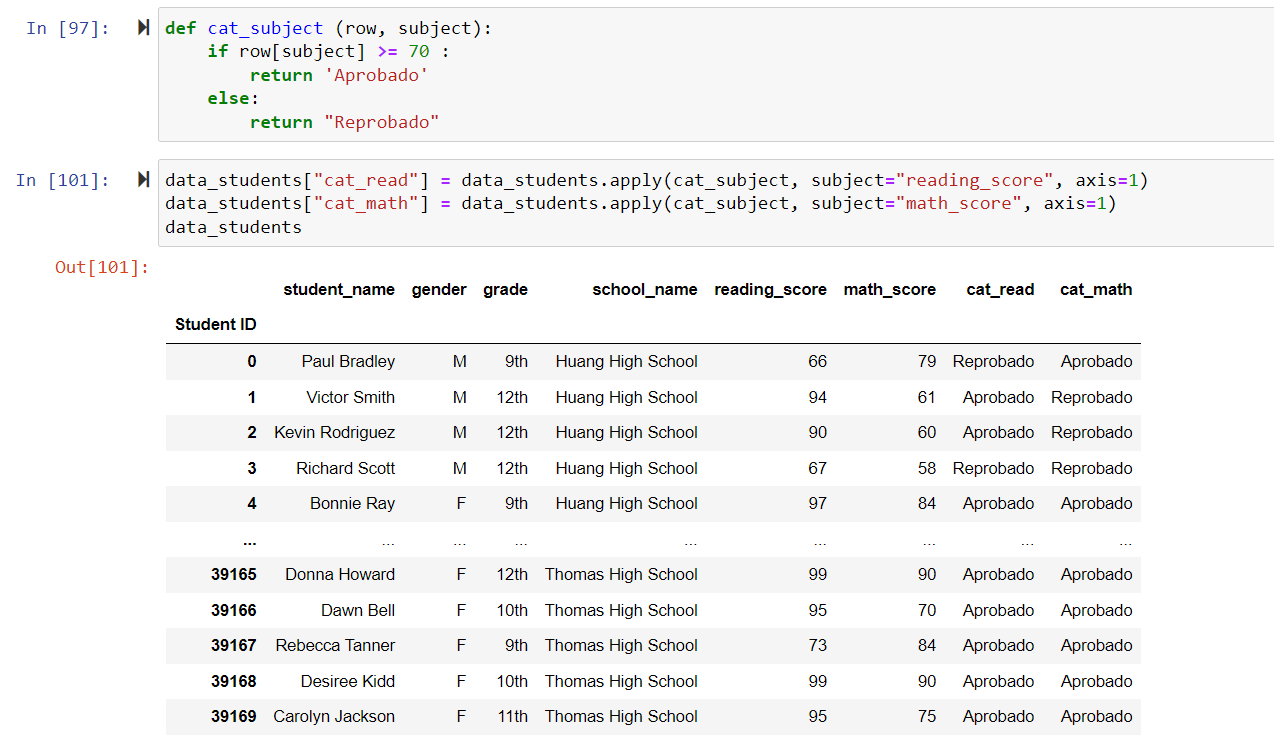 In [97]: def cat_subject (row, subject):
    if row[subject] >= 70 :
        return 'Aprobado'
    else:
        return "Reprobado"
In [101]: data_students["cat_read"] = data_students.apply(cat_subject, subject="reading_score", axis=1)
data_students["cat_math"] = data_students.apply(cat_subject, subject="math_score", axis=1)
data_students
Out[101]:
student_name gender grade school_name reading_score math_score cat_read cat_math
Student ID
0 Paul Bradley M 9th Huang High School 66 79 Reprobado Aprobado
1 Victor Smith M 12th Huang High School 94 61 Aprobado Reprobado
2 Kevin Rodriguez M 12th Huang High School 90 60 Aprobado Reprobado
3 Richard Scott M 12th Huang High School 67 58 Reprobado Reprobado
4 Bonnie Ray F 9th Huang High School 97 84 Aprobado Aprobado
... ... ... ... ... ... ... ... ...
39165 Donna Howard F 12th Thomas High School 99 90 Aprobado Aprobado
39166 Dawn Bell F 10th Thomas High School 95 70 Aprobado Aprobado
39167 Rebecca Tanner F 9th Thomas High School 73 84 Aprobado Aprobado
39168 Desiree Kidd F 10th Thomas High School 99 90 Aprobado Aprobado
39169 Carolyn Jackson F 11th Thomas High School 95 75 Aprobado Aprobado